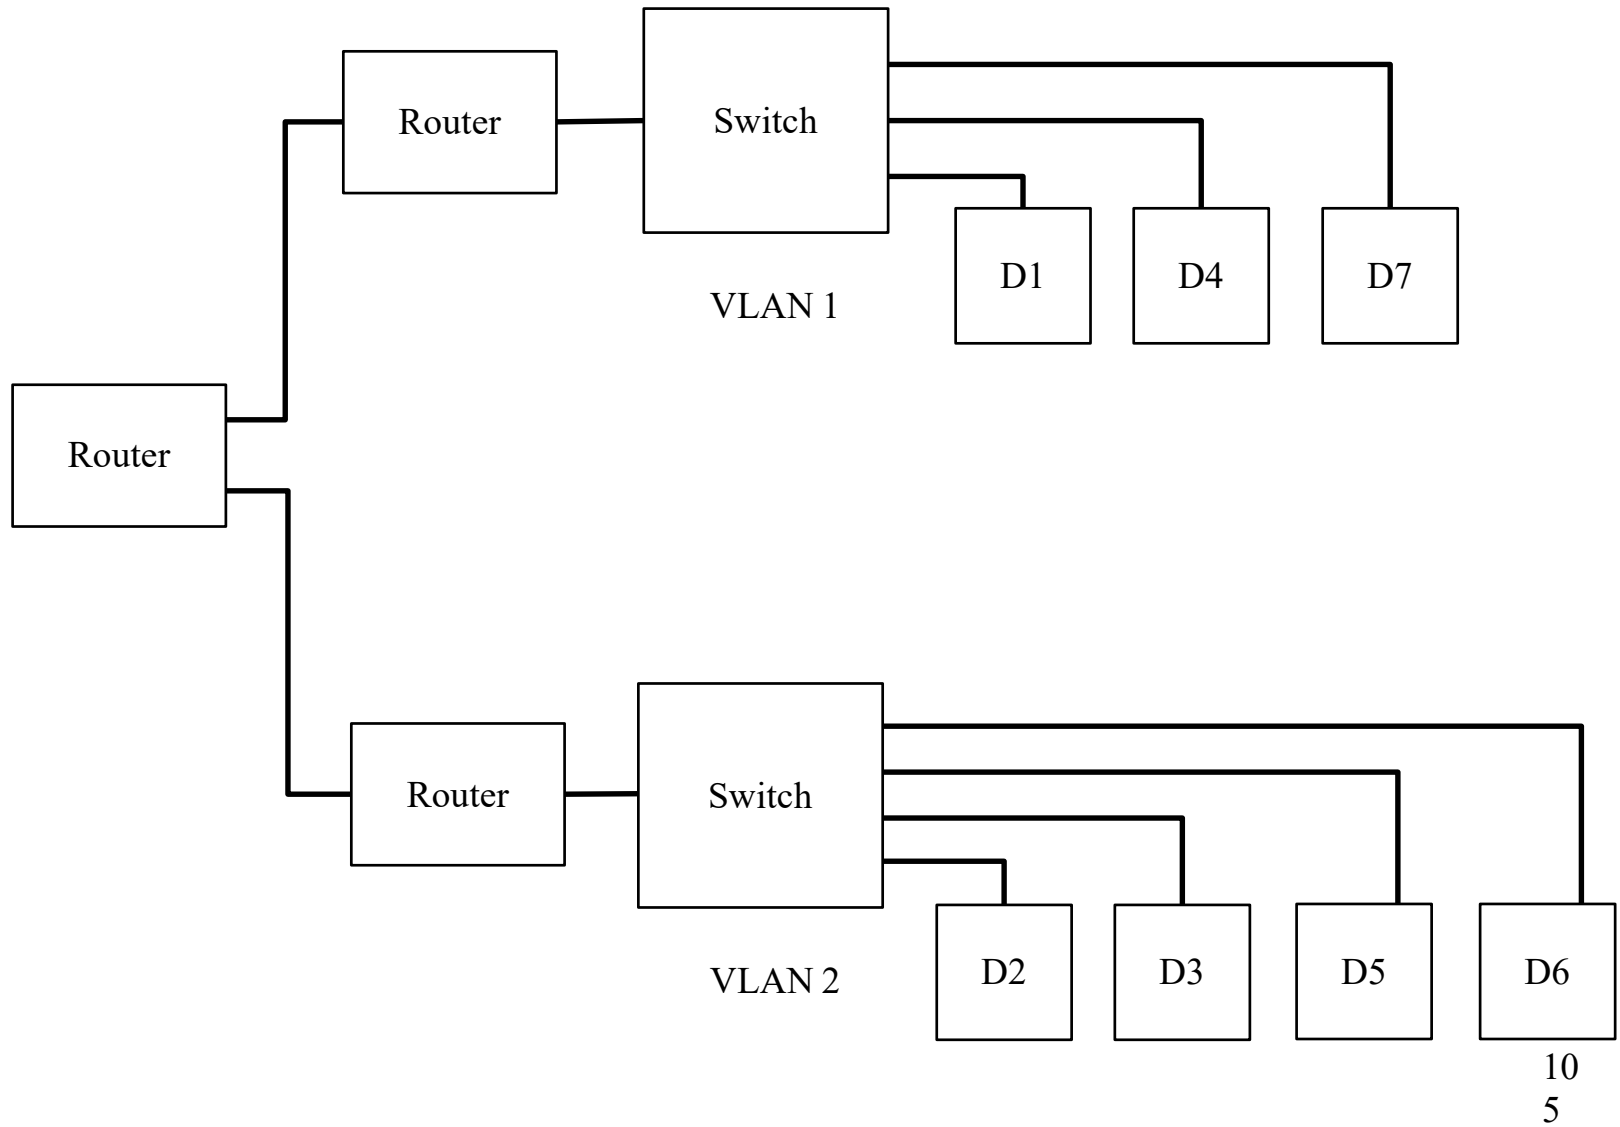 Router
Switch
D1
D4
D7
VLAN 1
Router
Router
Switch
D2
D3
D5
D6
VLAN 2
10
5